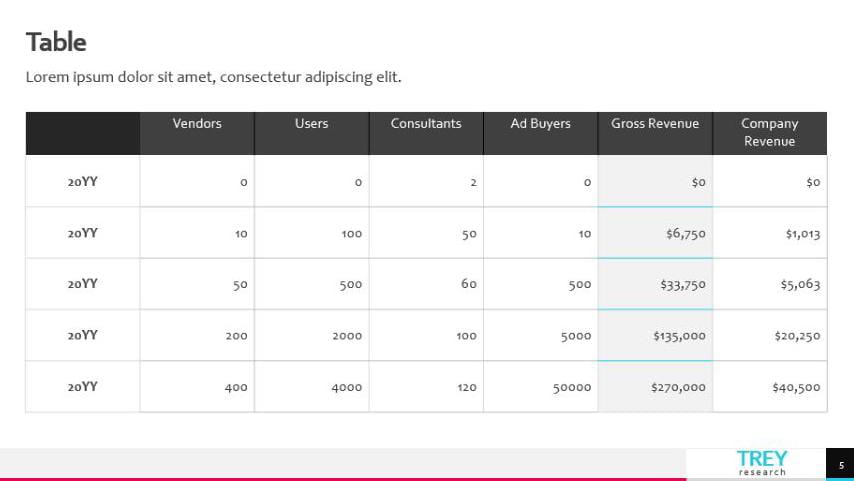 Table
Lorem ipsum dolor sit amet, consectetur adipiscing elit.
Vendors Users Consultants Ad Buyers Gross Revenue Company Revenue
20YY 0 0 2 0 $0 $0
20YY 10 100 50 10 $6,750 $1,013
20YY 50 500 60 500 $33,750 $5,063
20YY 200 2000 100 5000 $135,000 $20,250
20YY 400 4000 120 50000 $270,000 $40,500
TREY
research
5